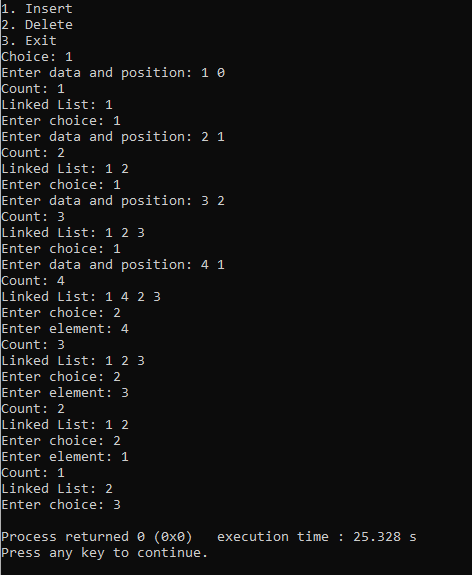 1. Insert
2. Delete
3. Exit
Choice: 1
Enter data and position: 1 0
Count: 1
Linked List: 1
Enter choice: 1
Enter data and position: 2 1
Count: 2
Linked List: 1 2
Enter choice: 1
Enter data and position: 3 2
Count: 3
Linked List: 1 2 3
Enter choice: 1
Enter data and position: 4 1
Count: 4
Linked List: 1 4 2 3
Enter choice: 2
Enter element: 4
Count: 3
Linked List: 1 2 3
Enter choice: 2
Enter element: 3
Count: 2
Linked List: 1 2
Enter choice: 2
Enter element: 1
Count: 1
Linked List: 2
Enter choice: 3

Process returned 0 (0x0)   execution time : 25.328 s
Press any key to continue.